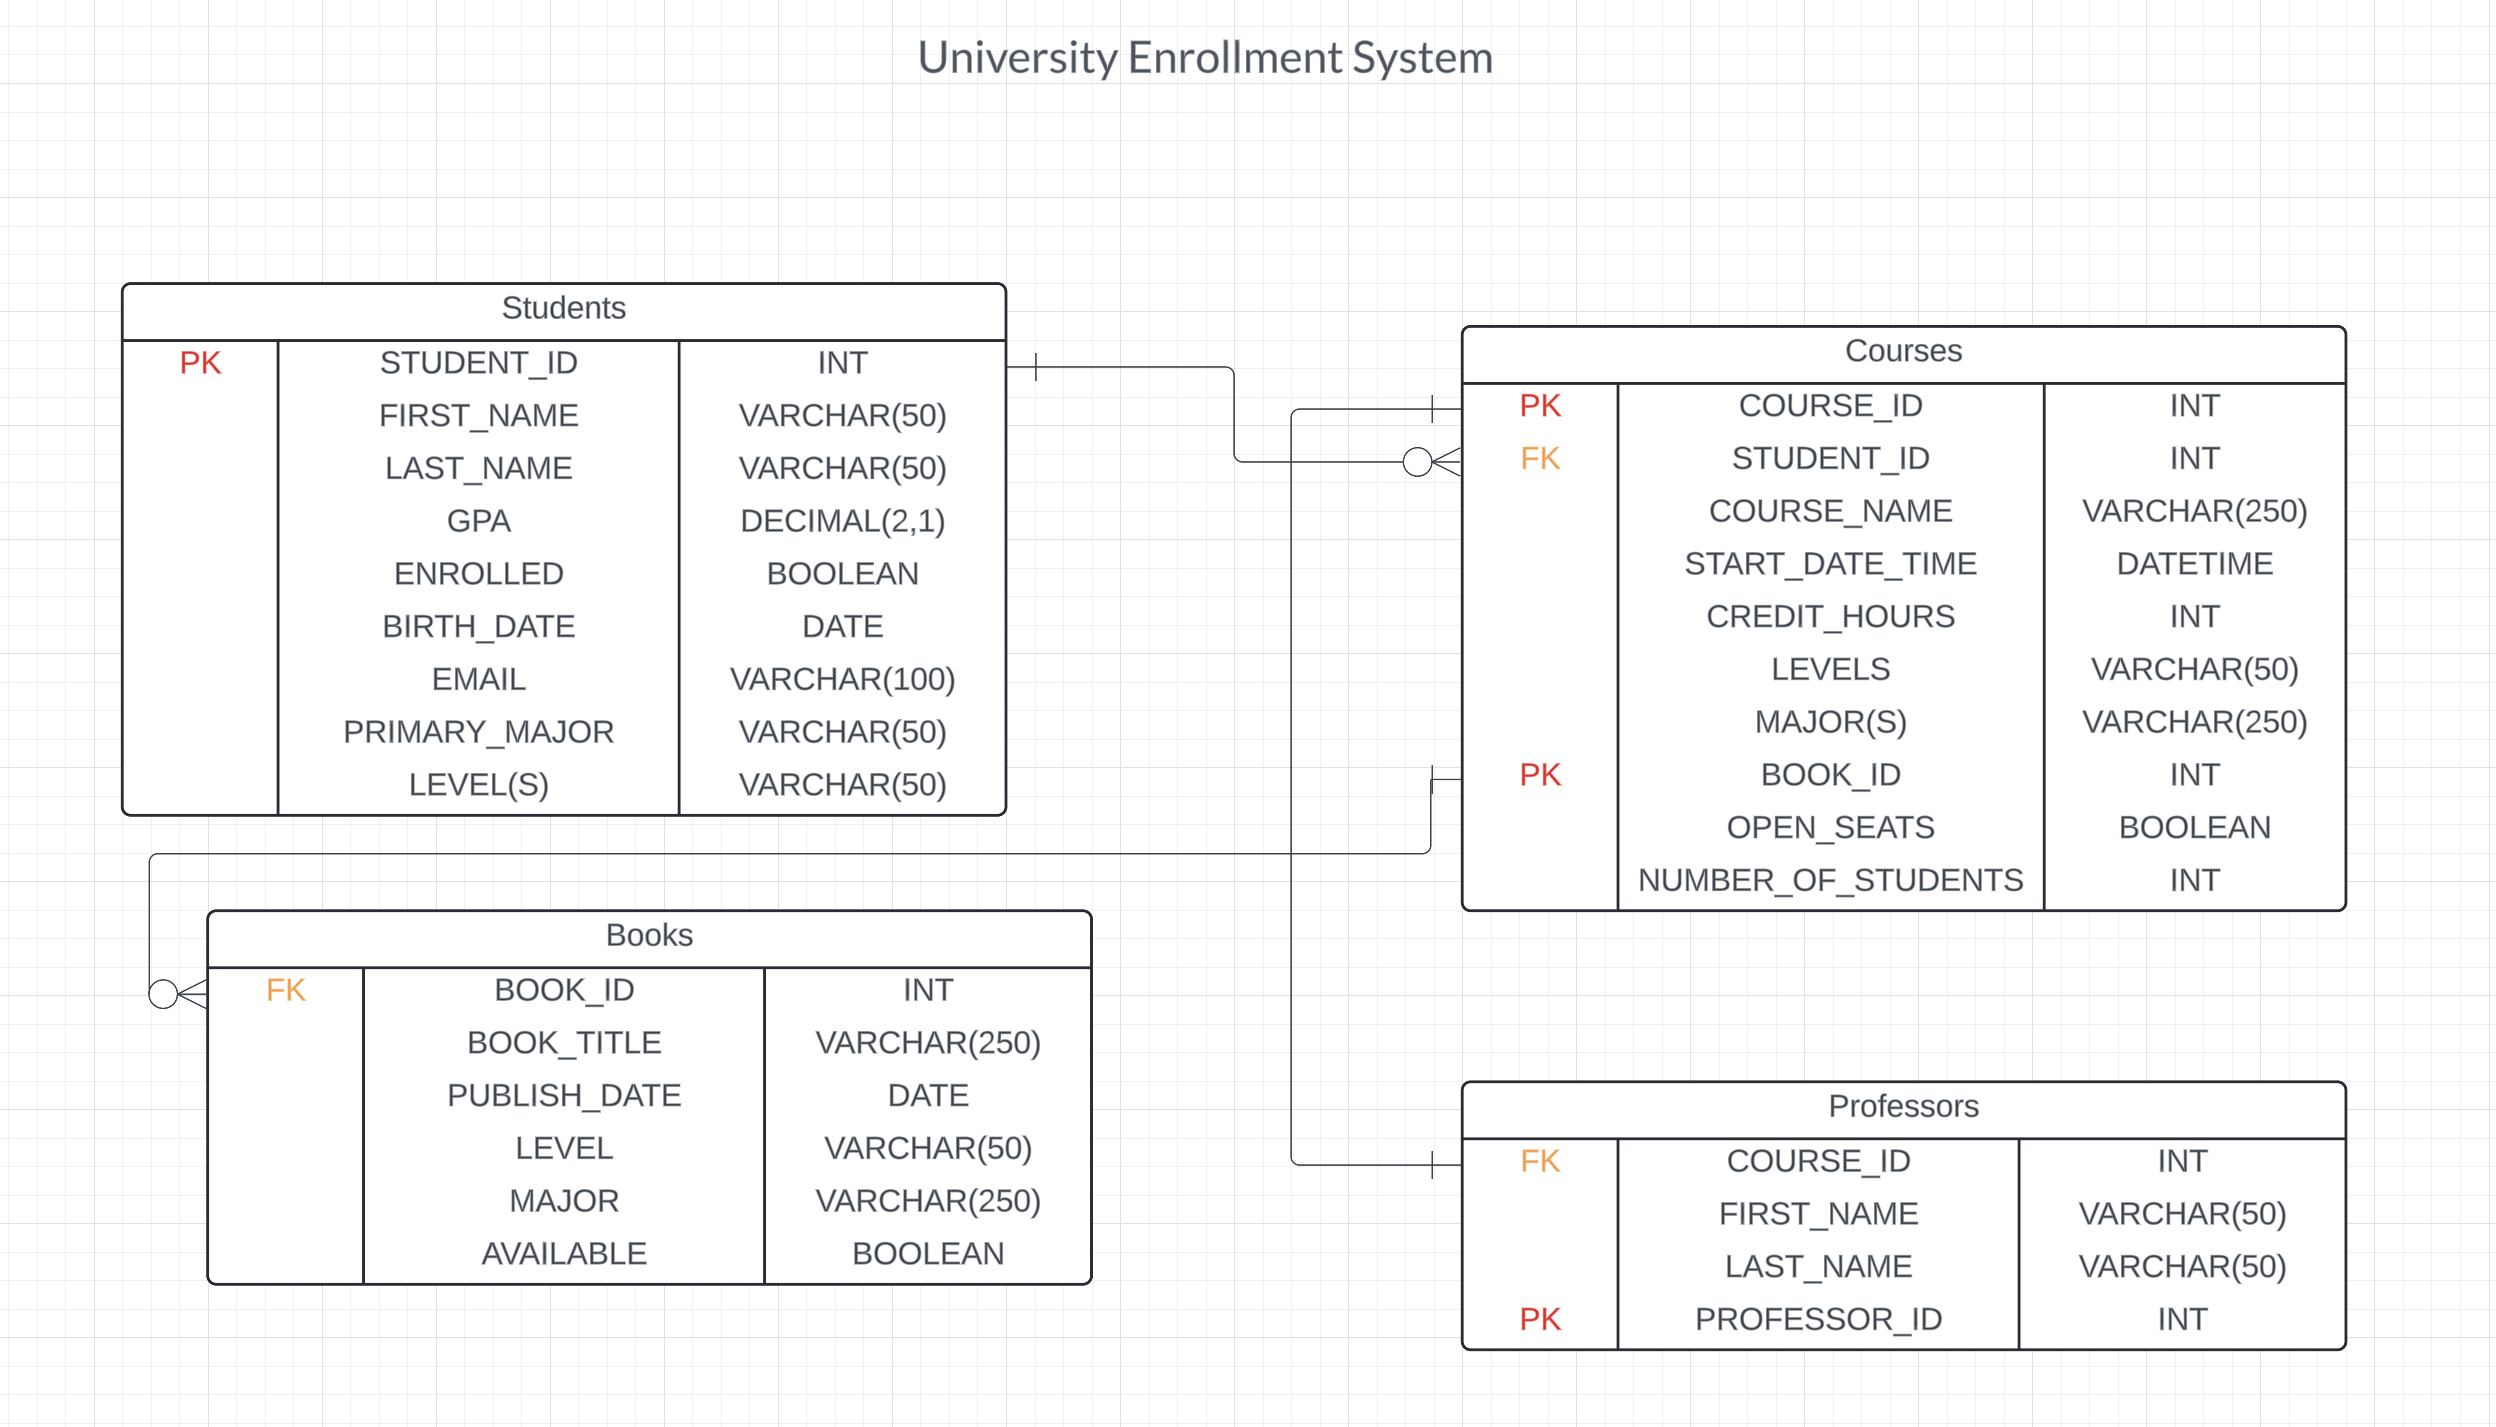 University Enrollment System
Students
PK STUDENT_ID INT
FIRST_NAME VARCHAR(50)
LAST_NAME VARCHAR(50)
GPA DECIMAL(2,1)
ENROLLED BOOLEAN
BIRTH_DATE DATE
EMAIL VARCHAR(100)
PRIMARY_MAJOR VARCHAR(50)
LEVEL(S) VARCHAR(50)
Courses
PK COURSE_ID INT
FK STUDENT_ID INT
COURSE_NAME VARCHAR(250)
START_DATE_TIME DATETIME
CREDIT_HOURS INT
LEVELS VARCHAR(50)
MAJOR(S) VARCHAR(250)
PK BOOK_ID INT
OPEN_SEATS BOOLEAN
NUMBER_OF_STUDENTS INT
Books
FK BOOK_ID INT
BOOK_TITLE VARCHAR(250)
PUBLISH_DATE DATE
LEVEL VARCHAR(50)
MAJOR VARCHAR(250)
AVAILABLE BOOLEAN
Professors
FK COURSE_ID INT
FIRST_NAME VARCHAR(50)
LAST_NAME VARCHAR(50)
PK PROFESSOR_ID INT